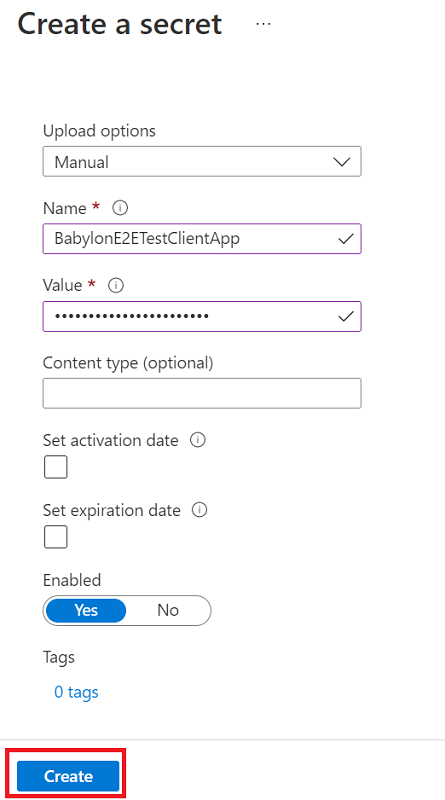 Create a secret ...
Upload options
Manual
Name *
BabylonE2ETestClientApp
Value *
•••••••••••••••••••••••
Content type (optional)
Set activation date
Set expiration date
Enabled
Yes No
Tags
0 tags
Create